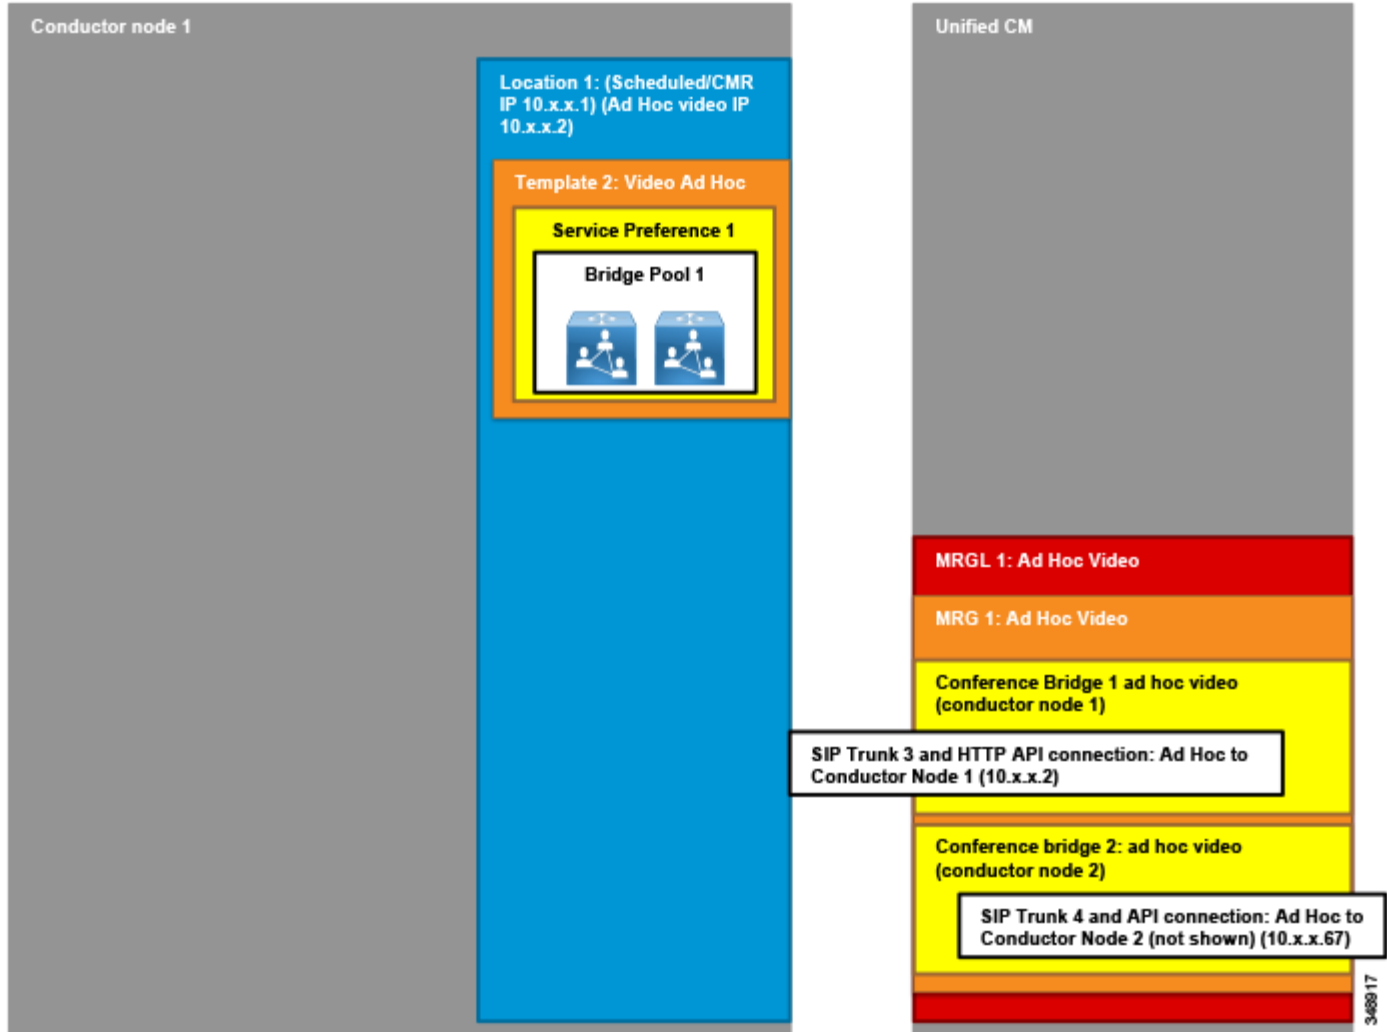 Conductor node 1
Location 1: (Scheduled/CMR
IP 10.x.x.1) (Ad Hoc video IP
10.x.x.2)
Template 2: Video Ad Hoc
Service Preference 1
Bridge Pool 1
Unified CM
MRGL 1: Ad Hoc Video
MRG 1: Ad Hoc Video
Conference Bridge 1 ad hoc video
(conductor node 1)
SIP Trunk 3 and HTTP API connection: Ad Hoc to
Conductor Node 1 (10.x.x.2)
Conference bridge 2: ad hoc video
(conductor node 2)
SIP Trunk 4 and API connection: Ad Hoc to
Conductor Node 2 (not shown) (10.x.x.67)
348917